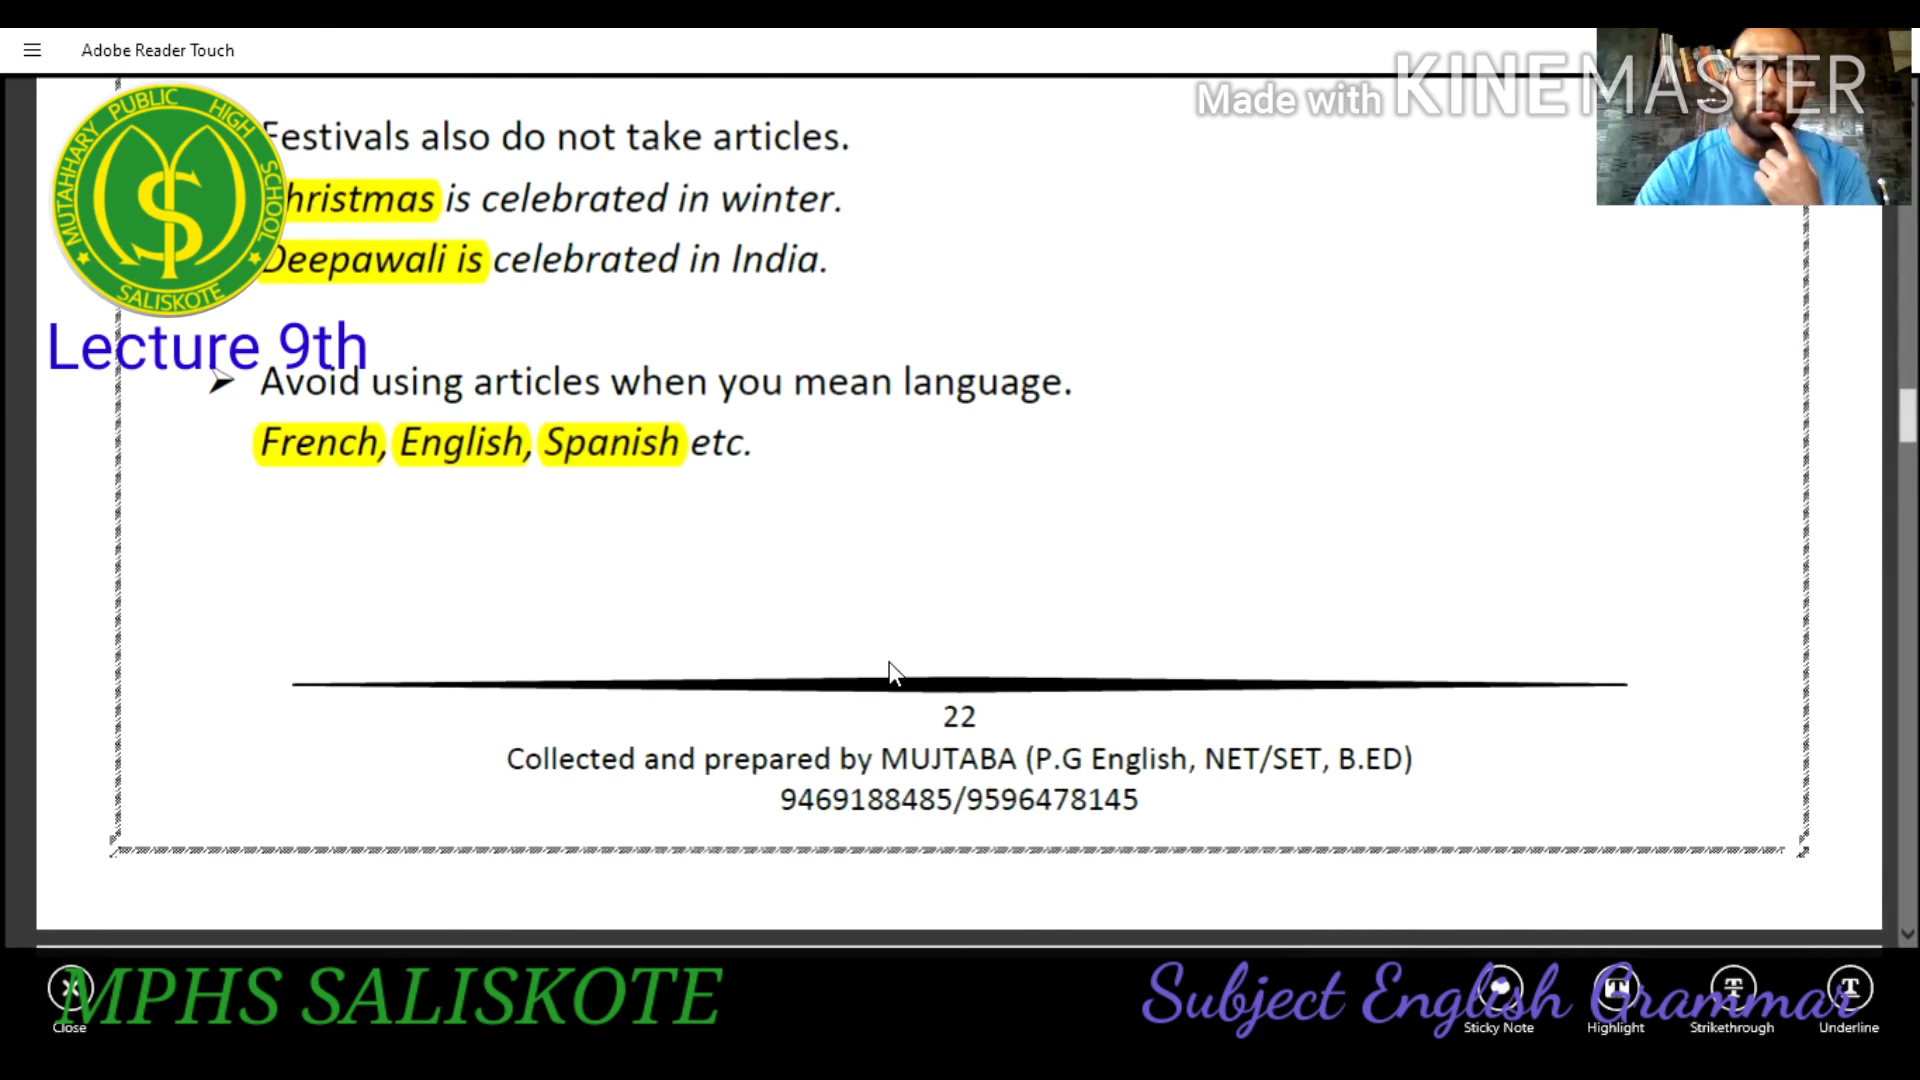 Adobe Reader Touch
Made with KINEMASTER
MUTAHHARY PUBLIC HIGH SCHOOL
SALISKOTE
Festivals also do not take articles.
hristmas is celebrated in winter.
Deepawali is celebrated in India.
Lecture 9th
➤ Avoid using articles when you mean language.
French, English, Spanish etc.
22
Collected and prepared by MUJTABA (P.G English, NET/SET, B.ED)
9469188485/9596478145
MPHS SALISKOTE
Subject English Grammar
Close
Sticky Note
Highlight
Strikethrough
Underline